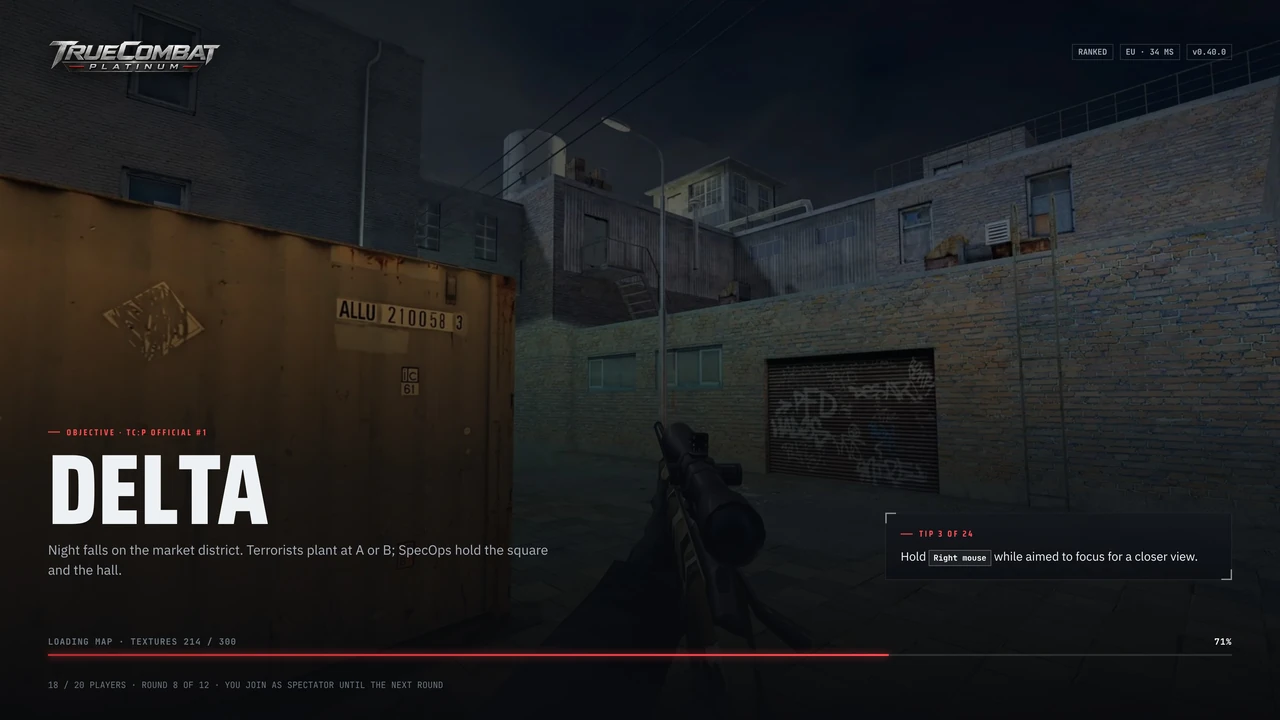 TRUECOMBAT
PLATINUM
RANKED
EU · 34 MS
v0.40.0
ALLU 210058 3
IC
61
— OBJECTIVE · TC:P OFFICIAL #1
DELTA
Night falls on the market district. Terrorists plant at A or B; SpecOps hold the square
and the hall.
— TIP 3 OF 24
Hold Right mouse while aimed to focus for a closer view.
LOADING MAP · TEXTURES 214 / 300
71%
18 / 20 PLAYERS · ROUND 8 OF 12 · YOU JOIN AS SPECTATOR UNTIL THE NEXT ROUND